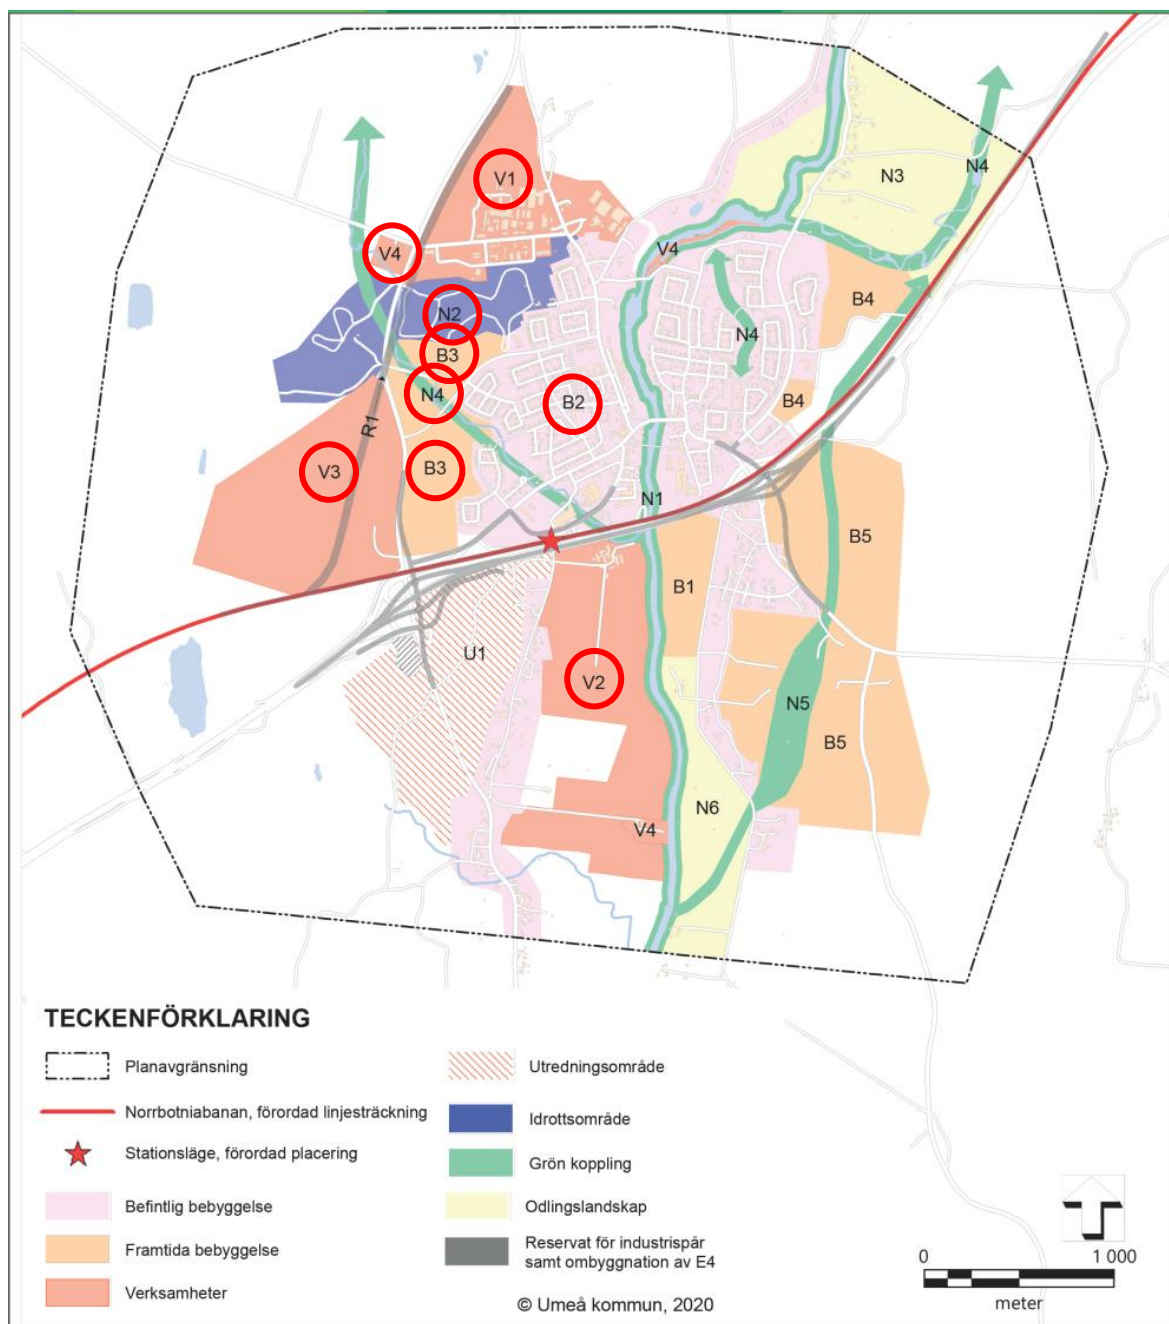 V1
N3
N4
V4
V4
B4
N2
N4
B3
N4
B2
B4
R1
V3
B3
N1
B5
B1
U1
V2
N5
B5
N6
V4
TECKENFÖRKLARING
Planavgränsning
Norrbotniabanan, förordad linjesträckning
Stationsläge, förordad placering
Befintlig bebyggelse
Framtida bebyggelse
Verksamheter
Utredningsområde
Idrottsområde
Grön koppling
Odlingslandskap
Reservat för industrispår
samt ombyggnation av E4
© Umeå kommun, 2020
0 1 000
meter